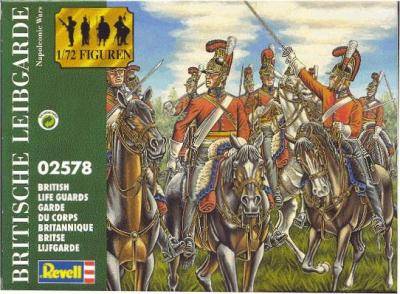 BRITISCHE LEIBGARDE
Napoleonic Wars
1/72 FIGUREN
02578
BRITISH
LIFE GUARDS
GARDE
DU CORPS
BRITANNIQUE
BRITSE
LIJFGARDE
Revell